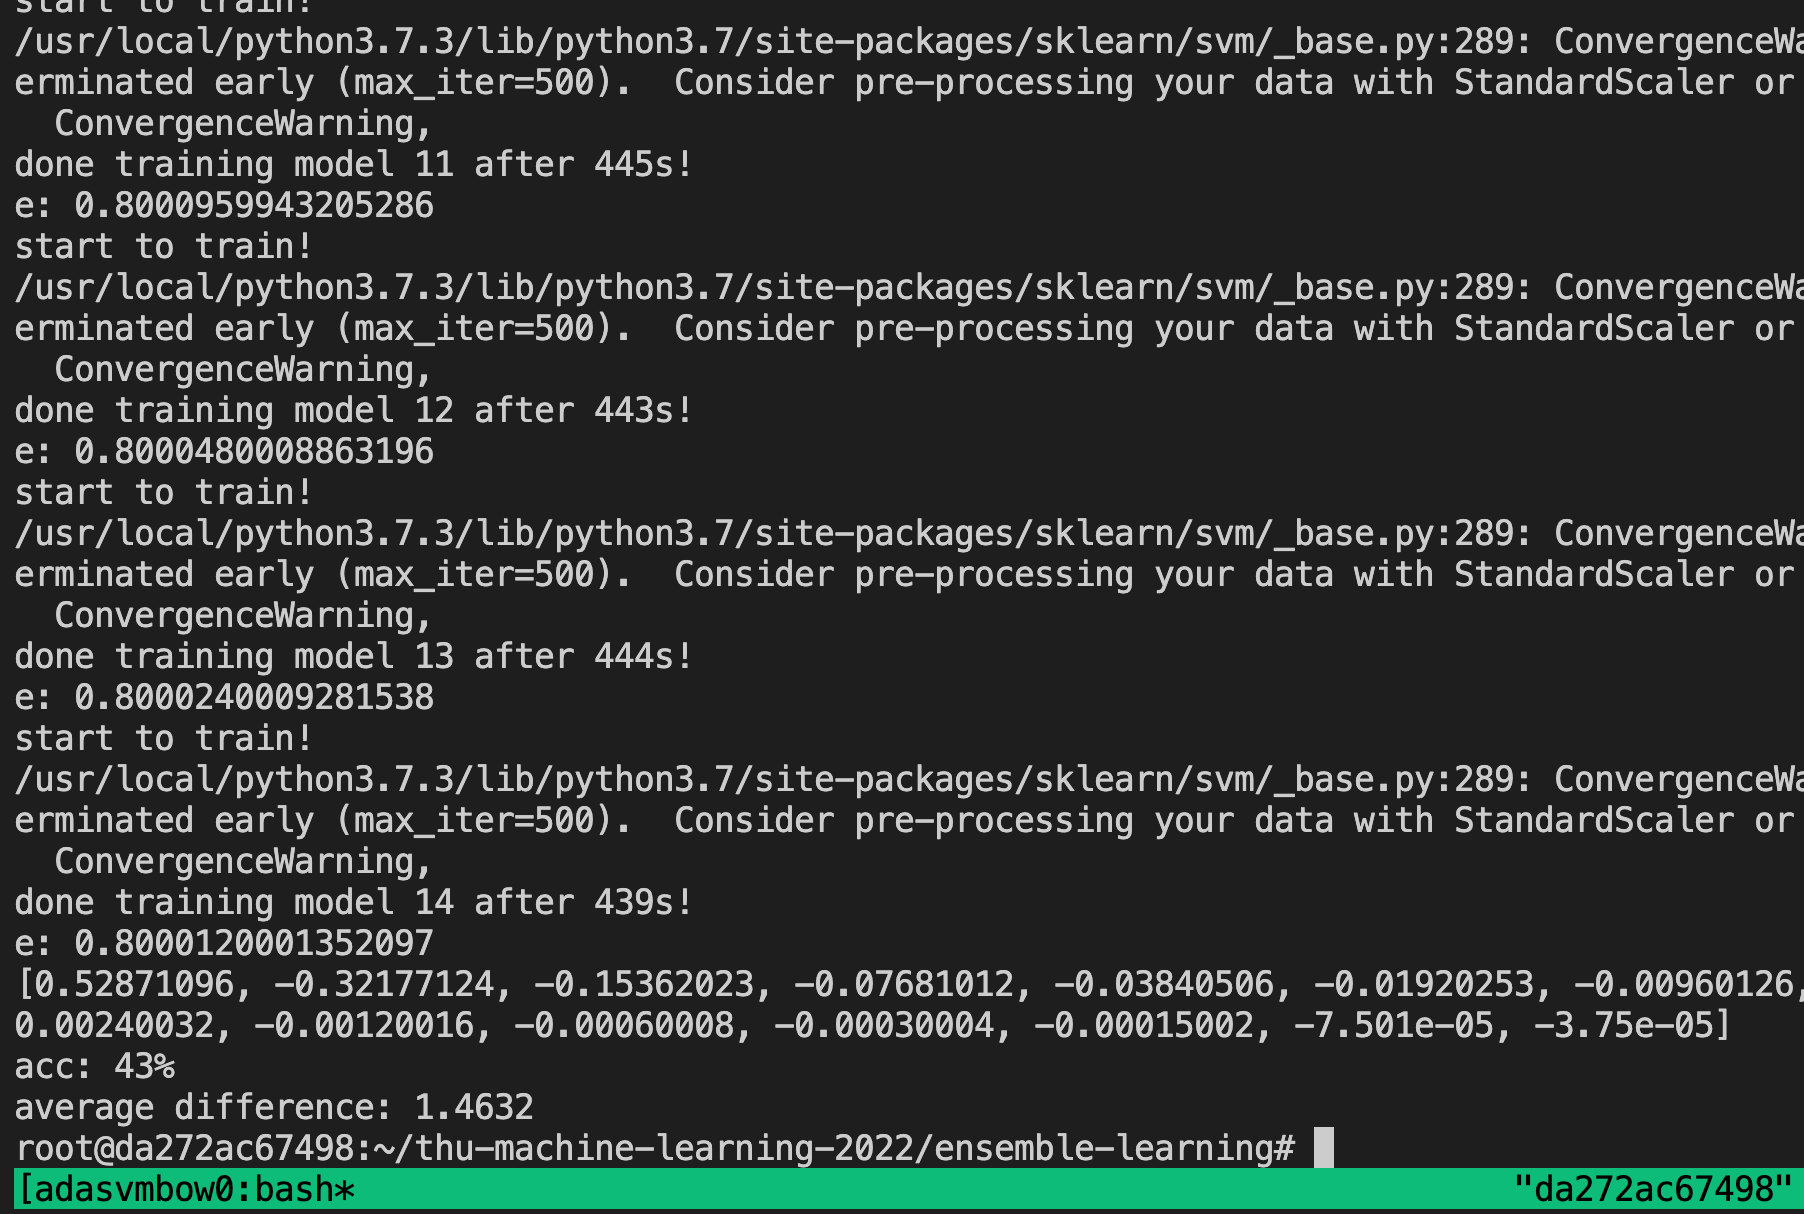 start to train!
/usr/local/python3.7.3/lib/python3.7/site-packages/sklearn/svm/_base.py:289: ConvergenceWa
erminated early (max_iter=500).  Consider pre-processing your data with StandardScaler or
  ConvergenceWarning,
done training model 11 after 445s!
e: 0.8000959943205286
start to train!
/usr/local/python3.7.3/lib/python3.7/site-packages/sklearn/svm/_base.py:289: ConvergenceWa
erminated early (max_iter=500).  Consider pre-processing your data with StandardScaler or
  ConvergenceWarning,
done training model 12 after 443s!
e: 0.8000480008863196
start to train!
/usr/local/python3.7.3/lib/python3.7/site-packages/sklearn/svm/_base.py:289: ConvergenceWa
erminated early (max_iter=500).  Consider pre-processing your data with StandardScaler or
  ConvergenceWarning,
done training model 13 after 444s!
e: 0.8000240009281538
start to train!
/usr/local/python3.7.3/lib/python3.7/site-packages/sklearn/svm/_base.py:289: ConvergenceWa
erminated early (max_iter=500).  Consider pre-processing your data with StandardScaler or
  ConvergenceWarning,
done training model 14 after 439s!
e: 0.8000120001352097
[0.52871096, -0.32177124, -0.15362023, -0.07681012, -0.03840506, -0.01920253, -0.00960126,
0.00240032, -0.00120016, -0.00060008, -0.00030004, -0.00015002, -7.501e-05, -3.75e-05]
acc: 43%
average difference: 1.4632
root@da272ac67498:~/thu-machine-learning-2022/ensemble-learning#
[adasvmbow0:bash* "da272ac67498"